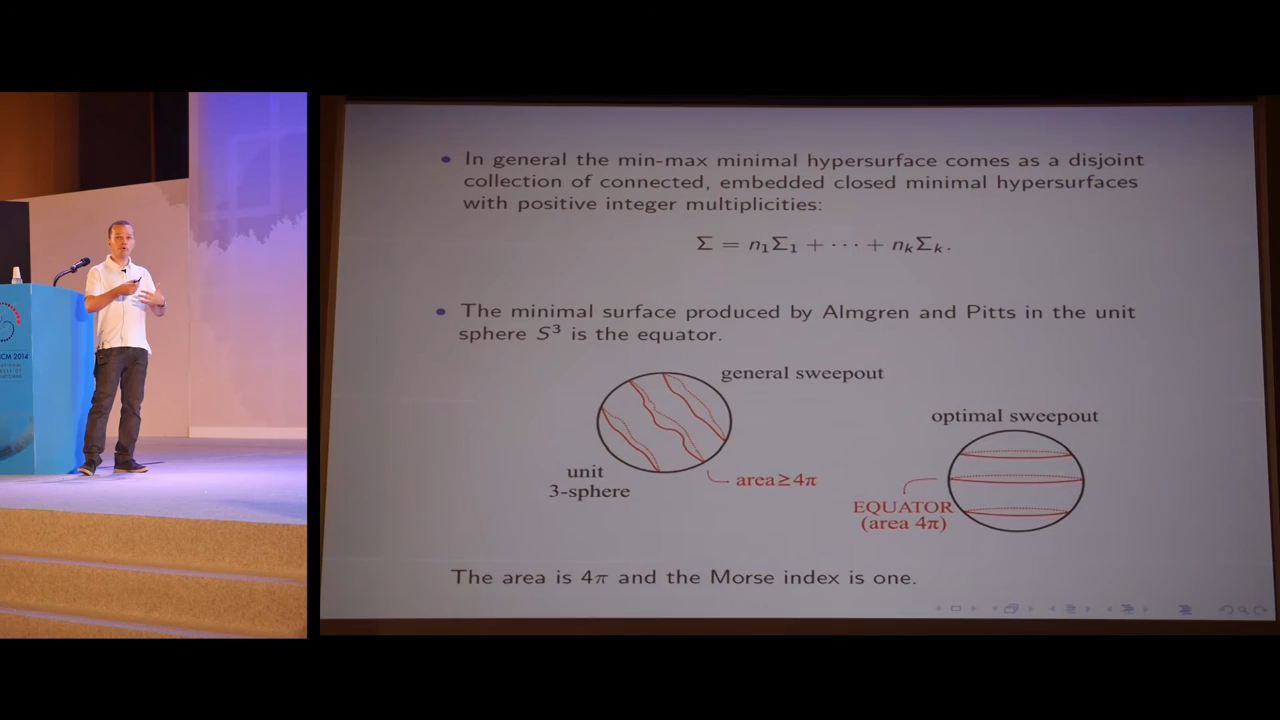 • In general the min-max minimal hypersurface comes as a disjoint
collection of connected, embedded closed minimal hypersurfaces
with positive integer multiplicities:
Σ = n₁Σ₁ + ··· + nₖΣₖ.
• The minimal surface produced by Almgren and Pitts in the unit
sphere S³ is the equator.
general sweepout
optimal sweepout
unit
3-sphere
area≥4π
EQUATOR
(area 4π)
The area is 4π and the Morse index is one.
ICM 2014